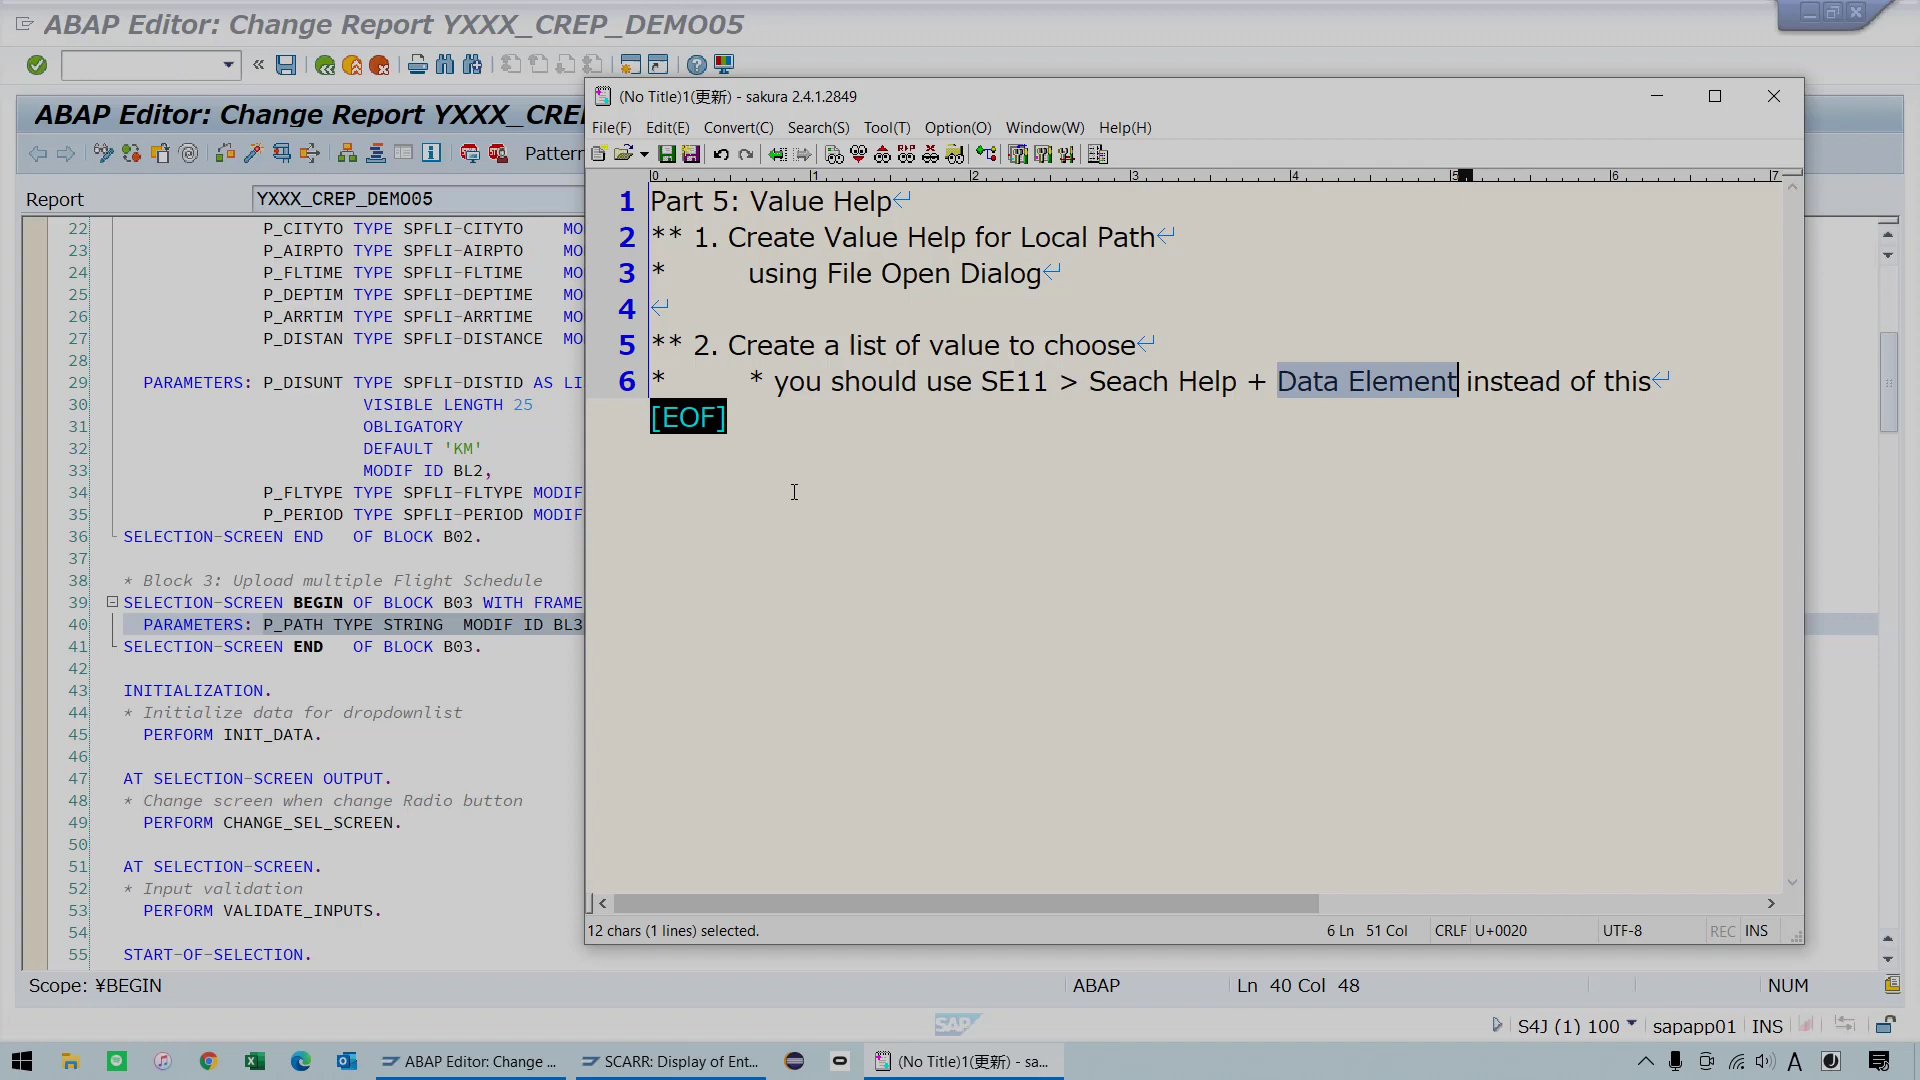 ABAP Editor: Change Report YXXX_CREP_DEMO05
ABAP Editor: Change Report YXXX_CRE
Pattern
Report YXXX_CREP_DEMO05
22 P_CITYTO TYPE SPFLI-CITYTO MO
23 P_AIRPTO TYPE SPFLI-AIRPTO MO
24 P_FLTIME TYPE SPFLI-FLTIME MO
25 P_DEPTIM TYPE SPFLI-DEPTIME MO
26 P_ARRTIM TYPE SPFLI-ARRTIME MO
27 P_DISTAN TYPE SPFLI-DISTANCE MO
28
29 PARAMETERS: P_DISUNT TYPE SPFLI-DISTID AS LI
30 VISIBLE LENGTH 25
31 OBLIGATORY
32 DEFAULT 'KM'
33 MODIF ID BL2,
34 P_FLTYPE TYPE SPFLI-FLTYPE MODIF
35 P_PERIOD TYPE SPFLI-PERIOD MODIF
36 SELECTION-SCREEN END OF BLOCK B02.
37
38 * Block 3: Upload multiple Flight Schedule
39 SELECTION-SCREEN BEGIN OF BLOCK B03 WITH FRAME
40 PARAMETERS: P_PATH TYPE STRING MODIF ID BL3
41 SELECTION-SCREEN END OF BLOCK B03.
42
43 INITIALIZATION.
44 * Initialize data for dropdownlist
45 PERFORM INIT_DATA.
46
47 AT SELECTION-SCREEN OUTPUT.
48 * Change screen when change Radio button
49 PERFORM CHANGE_SEL_SCREEN.
50
51 AT SELECTION-SCREEN.
52 * Input validation
53 PERFORM VALIDATE_INPUTS.
54
55 START-OF-SELECTION.
Scope: ¥BEGIN ABAP Ln 40 Col 48 NUM
SAP S4J (1) 100 sapapp01 INS
(No Title)1(更新) - sakura 2.4.1.2849
File(F) Edit(E) Convert(C) Search(S) Tool(T) Option(O) Window(W) Help(H)
0 1 2 3 4 5 6 7
1 Part 5: Value Help
2 ** 1. Create Value Help for Local Path
3 * using File Open Dialog
4
5 ** 2. Create a list of value to choose
6 * * you should use SE11 > Seach Help + Data Element instead of this
[EOF]
12 chars (1 lines) selected. 6 Ln 51 Col CRLF U+0020 UTF-8 REC INS
ABAP Editor: Change ... SCARR: Display of Ent... (No Title)1(更新) - sa... A